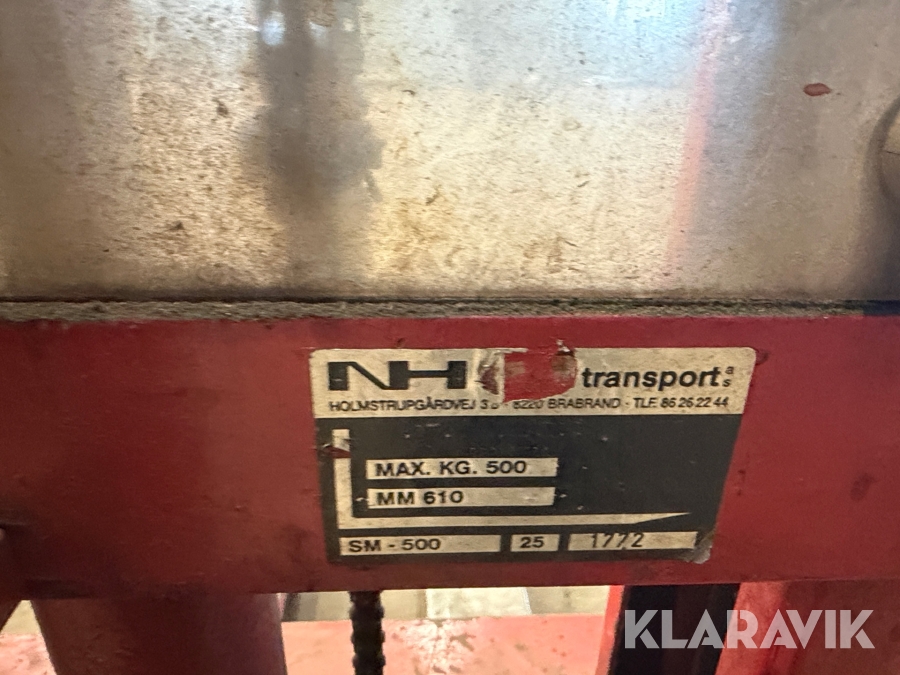 NH transport a/s
HOLMSTRUPGÅRDVEJ - 8220 BRABRAND - TLF. 86 26 22 44
MAX. KG. 500
MM 610
SM - 500 25 1772
KLARAVIK